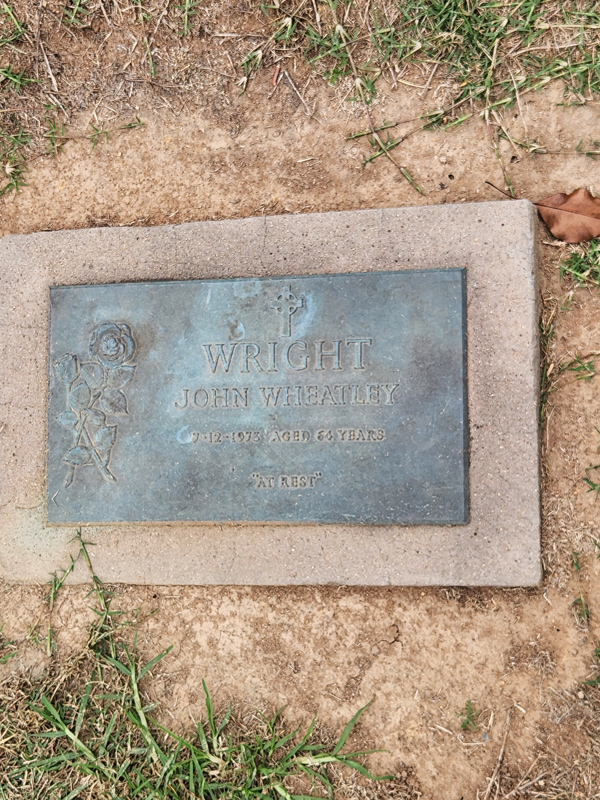 WRIGHT
JOHN WHEATLEY
7-12-1973 AGED 64 YEARS
"AT REST"